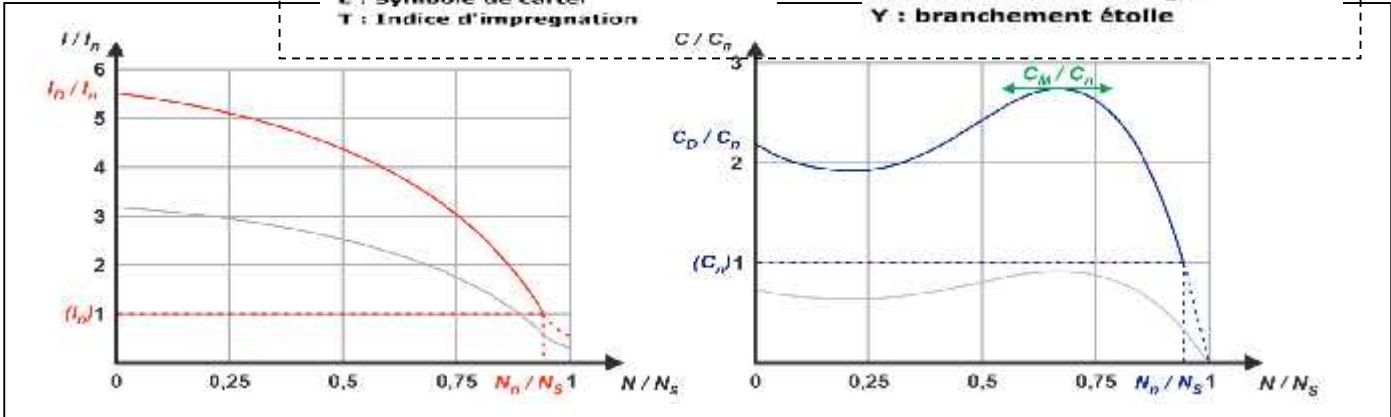 T : Indice d'impregnation
Y : branchement étolle
I / In
6
ID / In
5
4
3
2
(In) 1
0
0,25
0,5
0,75
Nn / NS
1
N / NS
C / Cn
3
CM / Cn
CD / Cn
2
(Cn) 1
0
0,25
0,5
0,75
Nn / NS
1
N / NS